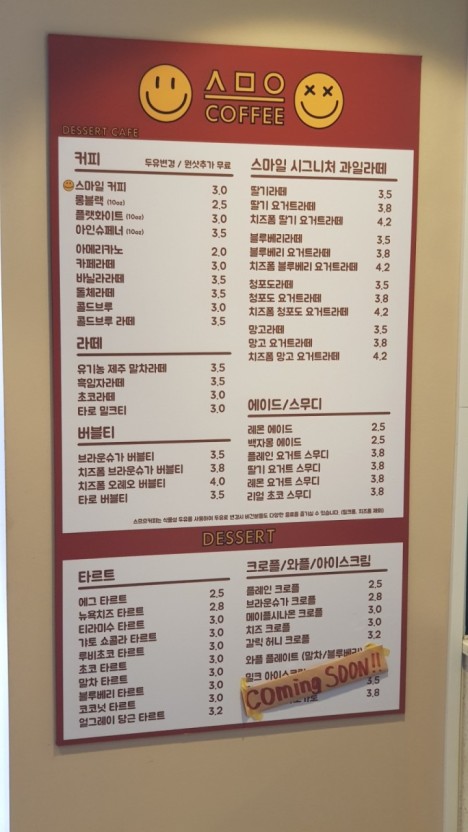 ㅅㅁㅇ
COFFEE
DESSERT CAFE
커피 두유변경 / 원샷추가 무료
스마일 커피 3.0
롱블랙 (10oz) 2.5
플랫화이트 (10oz) 3.0
아인슈페너 (10oz) 3.5
아메리카노 2.0
카페라떼 3.0
바닐라라떼 3.5
돌체라떼 3.5
콜드브루 3.0
콜드브루 라떼 3.5
라떼
유기농 제주 말차라떼 3.5
흑임자라떼 3.5
초코라떼 3.0
타로 밀크티 3.0
버블티
브라운슈가 버블티 3.5
치즈폼 브라운슈가 버블티 3.8
치즈폼 오레오 버블티 4.0
타로 버블티 3.5
스마일 시그니처 과일라떼
딸기라떼 3.5
딸기 요거트라떼 3.8
치즈폼 딸기 요거트라떼 4.2
블루베리라떼 3.5
블루베리 요거트라떼 3.8
치즈폼 블루베리 요거트라떼 4.2
청포도라떼 3.5
청포도 요거트라떼 3.8
치즈폼 청포도 요거트라떼 4.2
망고라떼 3.5
망고 요거트라떼 3.8
치즈폼 망고 요거트라떼 4.2
에이드/스무디
레몬 에이드 2.5
백자몽 에이드 2.5
플레인 요거트 스무디 3.8
딸기 요거트 스무디 3.8
레몬 요거트 스무디 3.8
리얼 초코 스무디 3.8
DESSERT
타르트
에그 타르트 2.5
뉴욕치즈 타르트 2.8
티라미수 타르트 3.0
갸또 쇼콜라 타르트 3.0
루비초코 타르트 3.0
초코 타르트 3.0
말차 타르트 3.0
블루베리 타르트 3.0
코코넛 타르트 3.0
얼그레이 당근 타르트 3.2
크로플/와플/아이스크림
플레인 크로플 2.5
브라운슈가 크로플 2.8
메이플시나몬 크로플 3.0
치즈 크로플 3.0
갈릭 허니 크로플 3.2
와플 플레이트 (말차/블루베리)
밀크 아이스크림
Coming SOON!!
3.5
3.8